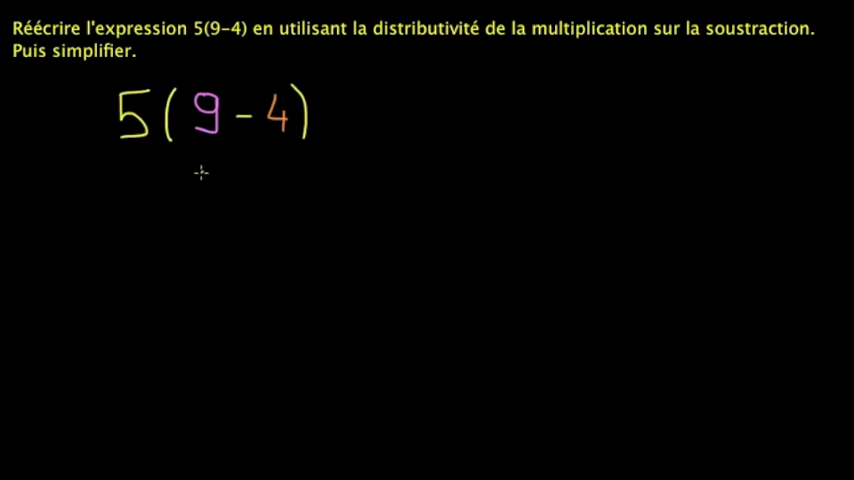 Réécrire l'expression 5(9-4) en utilisant la distributivité de la multiplication sur la soustraction.
Puis simplifier.
5(9-4)